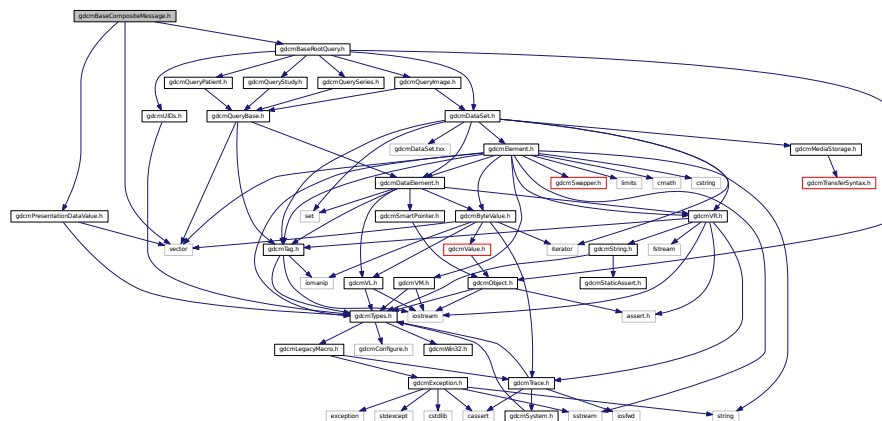 gdcmBaseCompositeMessage.h
gdcmBaseRootQuery.h
gdcmQueryPatient.h
gdcmQueryStudy.h
gdcmQuerySeries.h
gdcmQueryImage.h
gdcmUIDs.h
gdcmQueryBase.h
gdcmDataSet.h
gdcmDataSet.txx
gdcmElement.h
gdcmMediaStorage.h
gdcmDataElement.h
gdcmSwapper.h
limits
cmath
cstring
gdcmTransferSyntax.h
gdcmPresentationDataValue.h
set
gdcmSmartPointer.h
gdcmByteValue.h
gdcmVR.h
vector
gdcmTag.h
gdcmValue.h
iterator
gdcmString.h
fstream
iomanip
gdcmVL.h
gdcmVM.h
gdcmObject.h
gdcmStaticAssert.h
gdcmTypes.h
iostream
assert.h
gdcmLegacyMacro.h
gdcmConfigure.h
gdcmWin32.h
gdcmException.h
gdcmTrace.h
exception
stdexcept
cstdlib
cassert
gdcmSystem.h
sstream
iosfwd
string